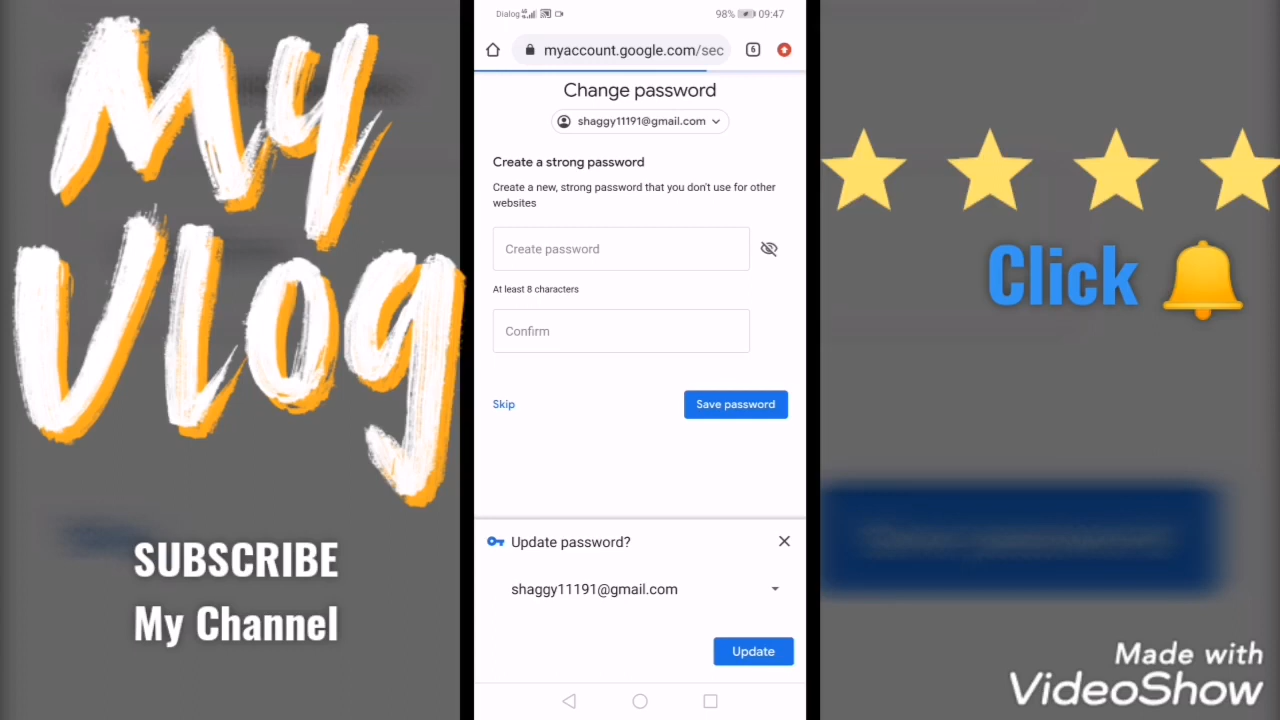 My
Vlog
SUBSCRIBE
My Channel
Dialog 98% 09:47
myaccount.google.com/sec 6
Change password
shaggy11191@gmail.com
Create a strong password
Create a new, strong password that you don't use for other
websites
Create password
At least 8 characters
Confirm
Skip Save password
Update password?
shaggy11191@gmail.com
Update
Click
Made with
VideoShow